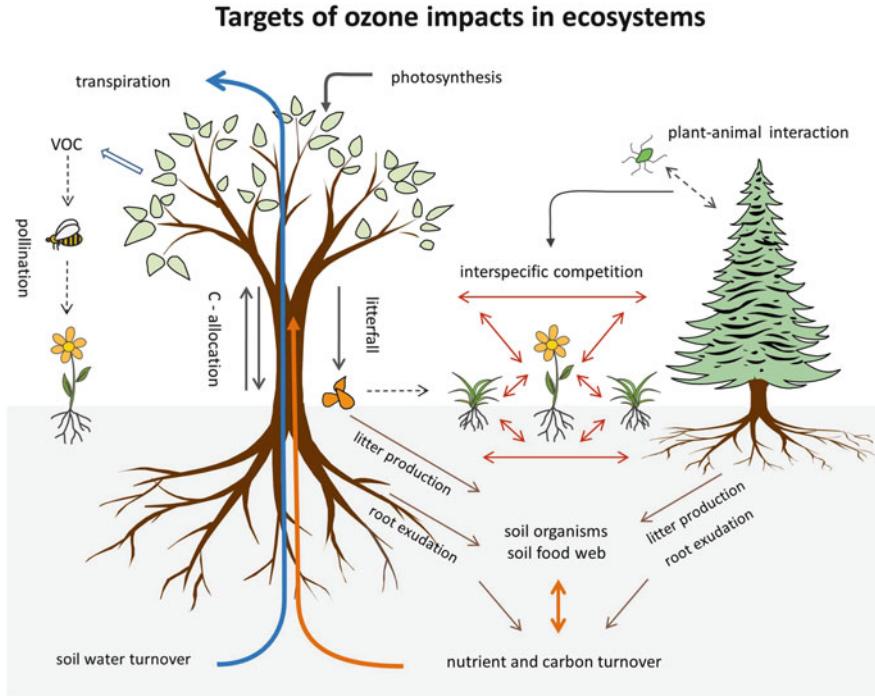 Targets of ozone impacts in ecosystems
transpiration
photosynthesis
VOC
plant-animal interaction
pollination
interspecific competition
C - allocation
litterfall
litter production
root exudation
soil organisms
soil food web
litter production
root exudation
soil water turnover
nutrient and carbon turnover